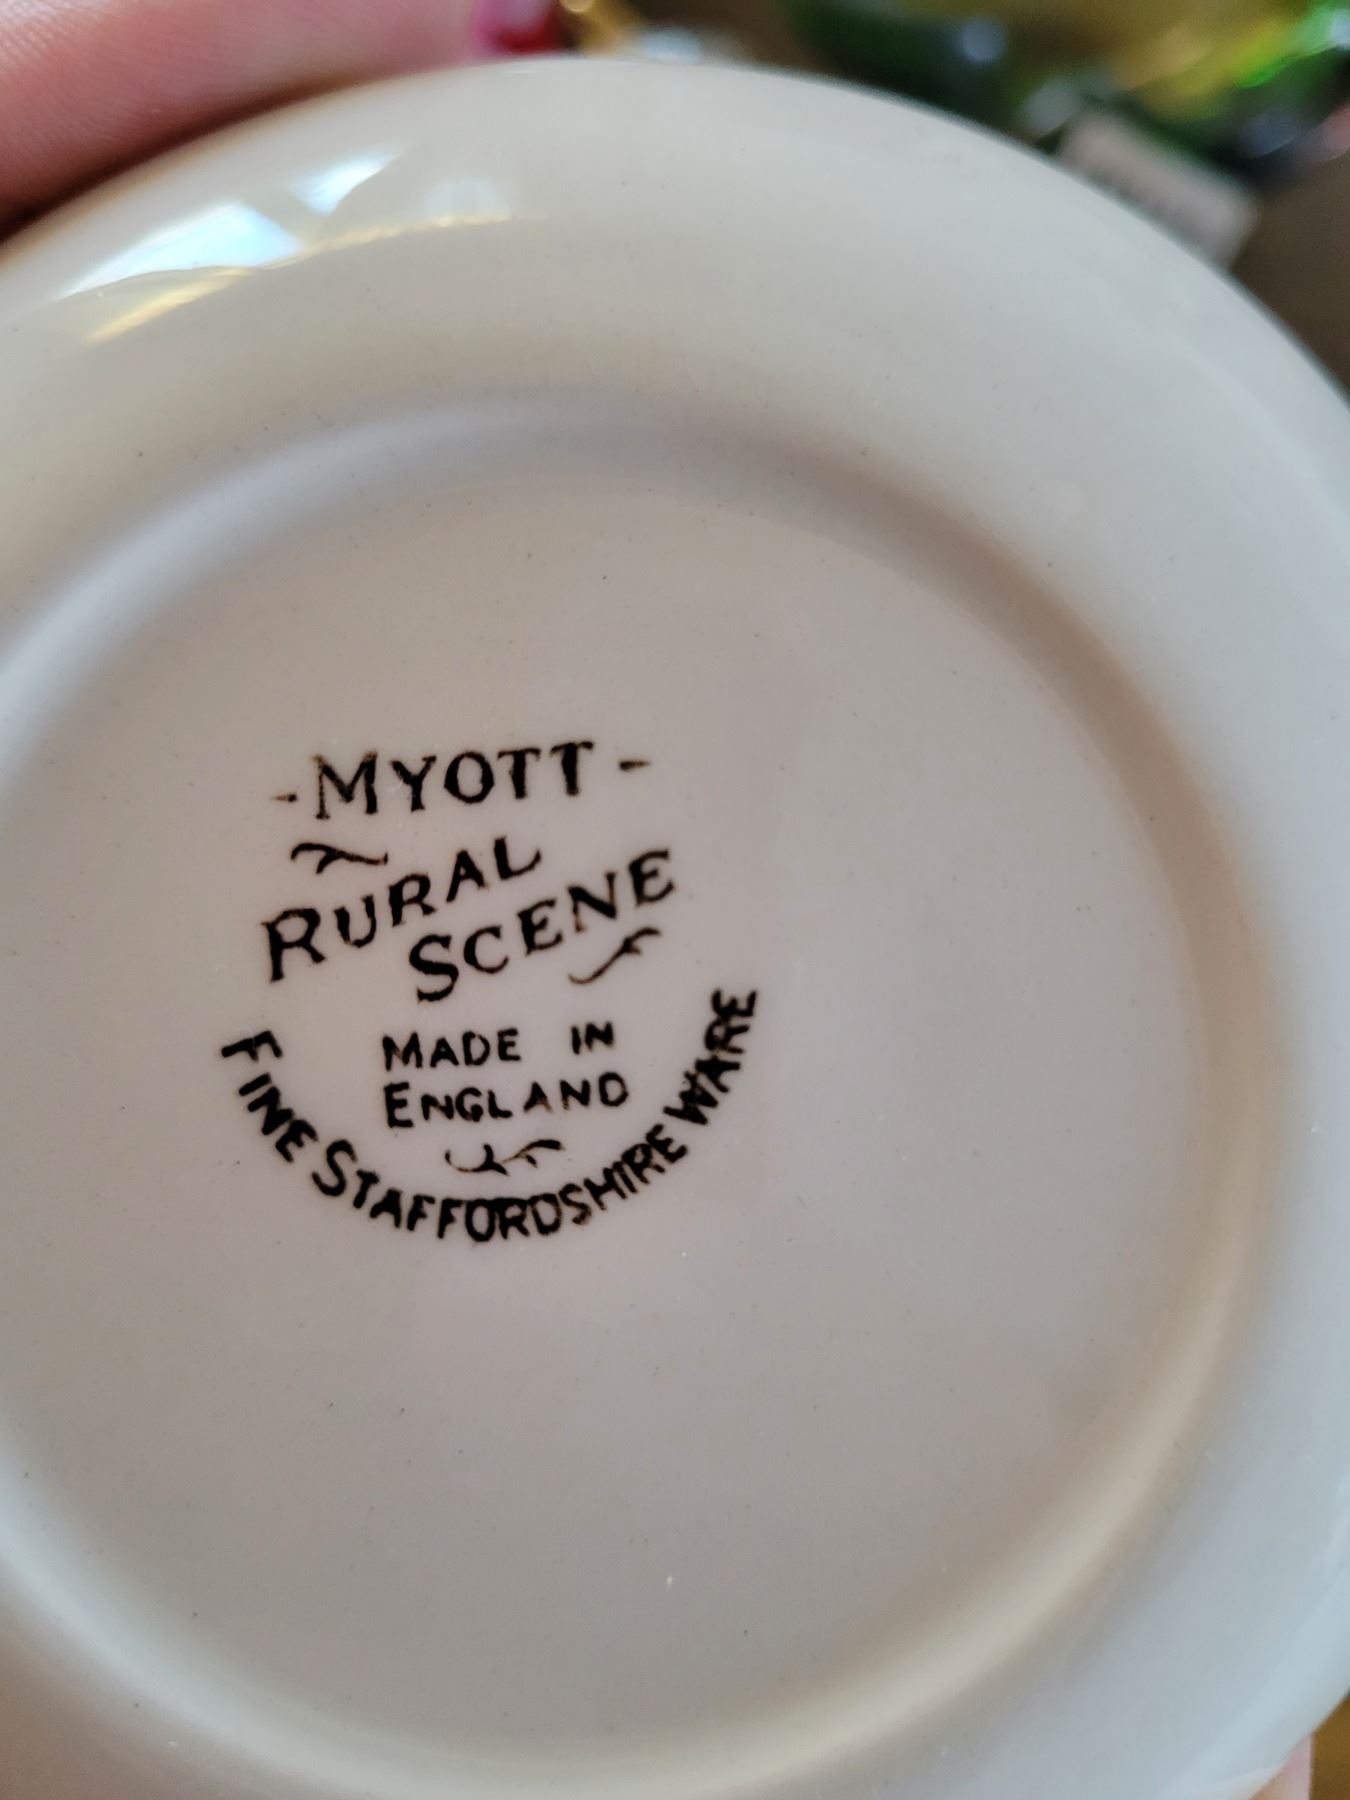 - MYOTT -
RURAL
SCENE
MADE IN
ENGLAND
FINE STAFFORDSHIRE WARE